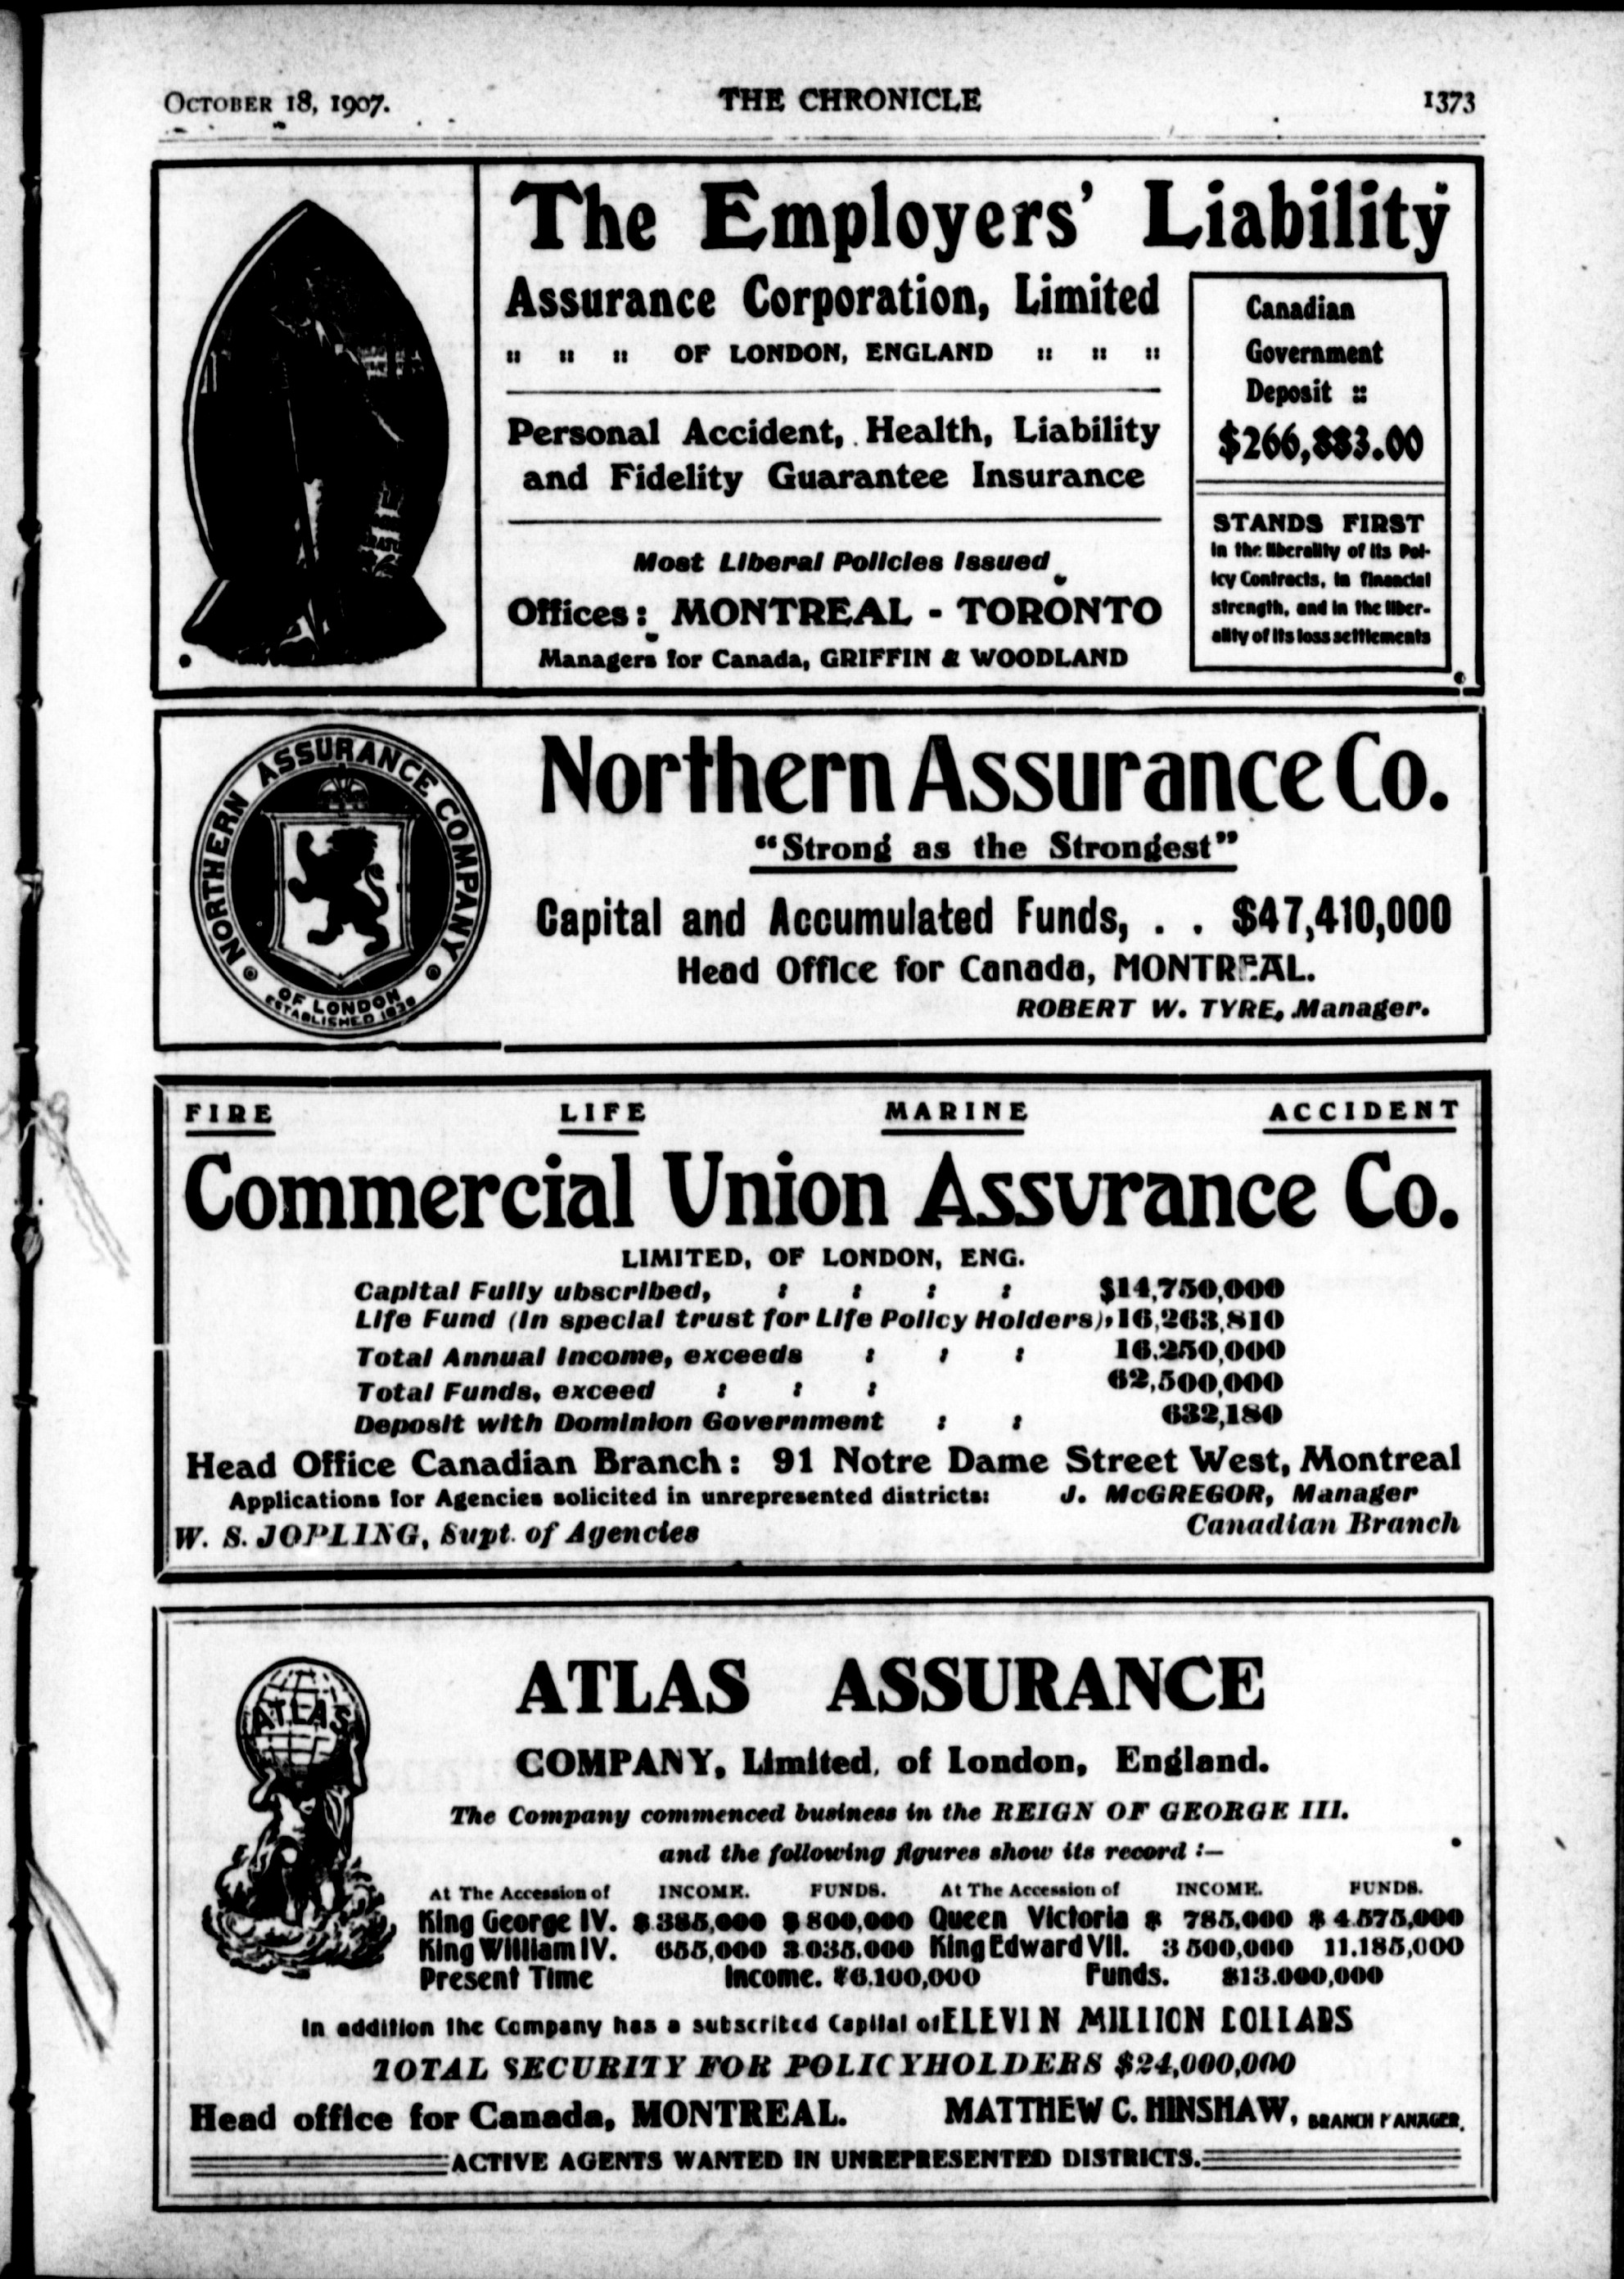 OCTOBER 18, 1907.
THE CHRONICLE
1373
The Employers' Liability
Assurance Corporation, Limited
:: :: :: OF LONDON, ENGLAND :: :: ::
Personal Accident, Health, Liability
and Fidelity Guarantee Insurance
Most Liberal Policies Issued
Offices: MONTREAL - TORONTO
Managers for Canada, GRIFFIN & WOODLAND
Canadian
Government
Deposit ::
$266,883.00
STANDS FIRST
in the liberality of its Pol-
icy Contracts, in financial
strength, and in the liber-
ality of its loss settlements
NORTHERN ASSURANCE COMPANY
OF LONDON
ESTABLISHED 1836
Northern Assurance Co.
"Strong as the Strongest"
Capital and Accumulated Funds, . . $47,410,000
Head Office for Canada, MONTREAL.
ROBERT W. TYRE, Manager.
FIRE LIFE MARINE ACCIDENT
Commercial Union Assurance Co.
LIMITED, OF LONDON, ENG.
Capital Fully ubscribed, : : : : $14,750,000
Life Fund (In special trust for Life Policy Holders), 16,263,810
Total Annual Income, exceeds : : : 16,250,000
Total Funds, exceed : : : 62,500,000
Deposit with Dominion Government : : 632,180
Head Office Canadian Branch: 91 Notre Dame Street West, Montreal
Applications for Agencies solicited in unrepresented districts: J. McGREGOR, Manager
W. S. JOPLING, Supt. of Agencies Canadian Branch
ATLAS
ATLAS ASSURANCE
COMPANY, Limited, of London, England.
The Company commenced business in the REIGN OF GEORGE III.
and the following figures show its record :—
At The Accession of INCOME. FUNDS. At The Accession of INCOME. FUNDS.
King George IV. $ 385,000 $ 800,000 Queen Victoria $ 785,000 $ 4.575,000
King William IV. 655,000 3.035.000 King Edward VII. 3 500,000 11.185,000
Present Time Income. $6.100,000 Funds. $13.000,000
In addition the Company has a subscribed Capital of ELEVEN MILLION DOLLARS
TOTAL SECURITY FOR POLICYHOLDERS $24,000,000
Head office for Canada, MONTREAL. MATTHEW C. HINSHAW, BRANCH MANAGER.
ACTIVE AGENTS WANTED IN UNREPRESENTED DISTRICTS.